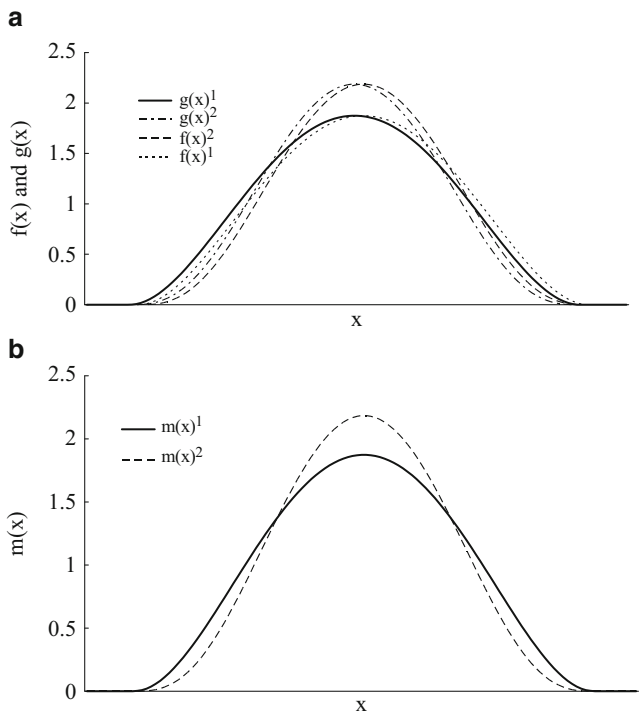 a
2.5
2
1.5
1
0.5
0
f(x) and g(x)
g(x)¹
g(x)²
f(x)²
f(x)¹
x
b
2.5
2
1.5
1
0.5
0
m(x)
m(x)¹
m(x)²
x